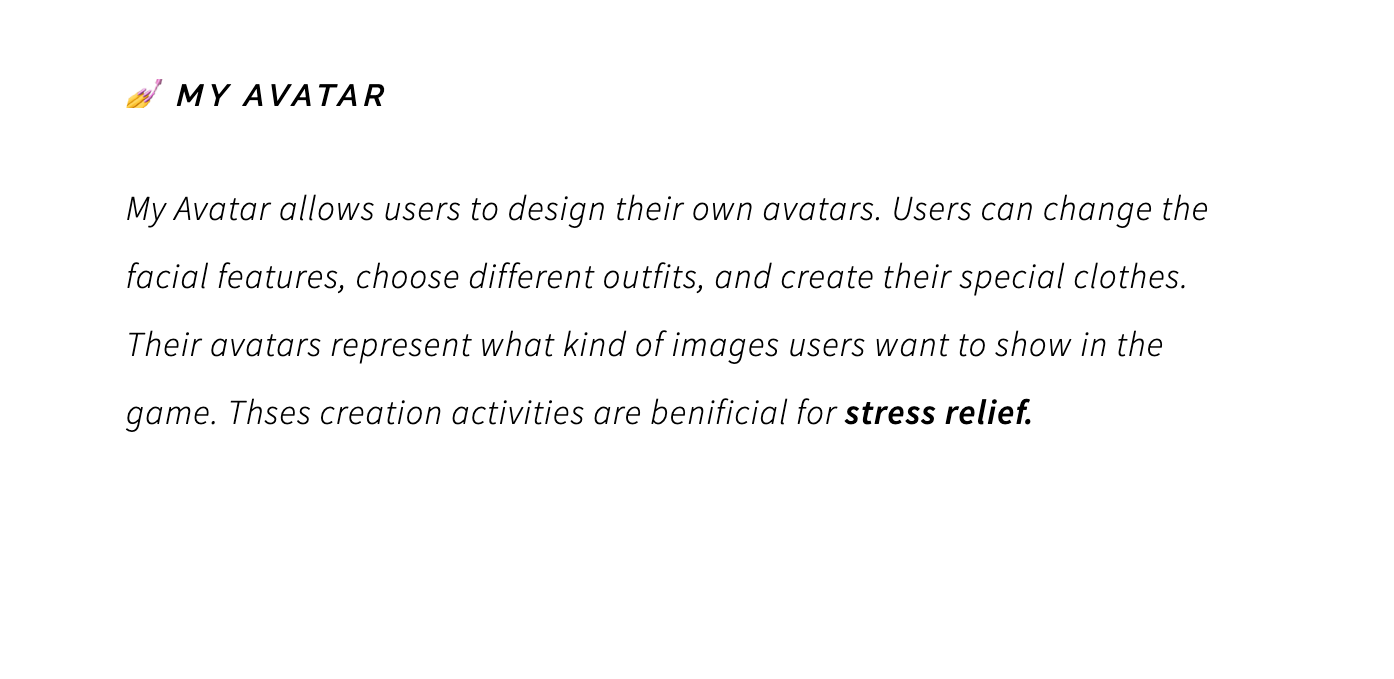 💅 MY AVATAR
My Avatar allows users to design their own avatars. Users can change the
facial features, choose different outfits, and create their special clothes.
Their avatars represent what kind of images users want to show in the
game. Thses creation activities are benificial for stress relief.